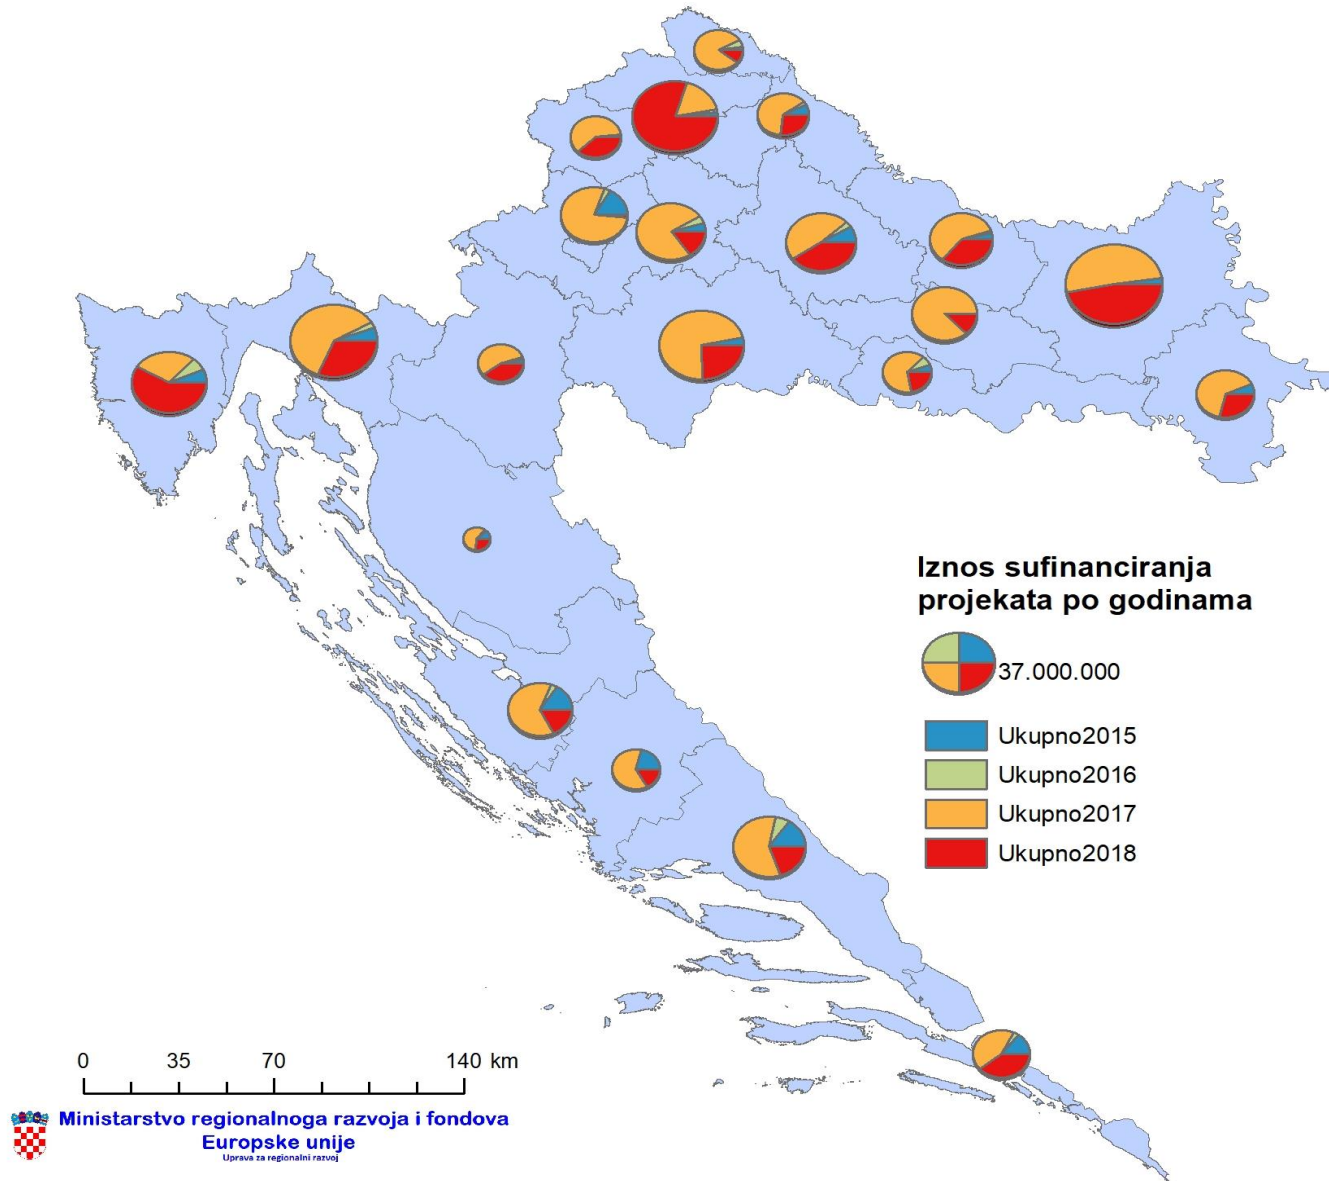 Iznos sufinanciranja
projekata po godinama
37.000.000
Ukupno2015
Ukupno2016
Ukupno2017
Ukupno2018
0 35 70 140 km
Ministarstvo regionalnoga razvoja i fondova
Europske unije
Uprava za regionalni razvoj